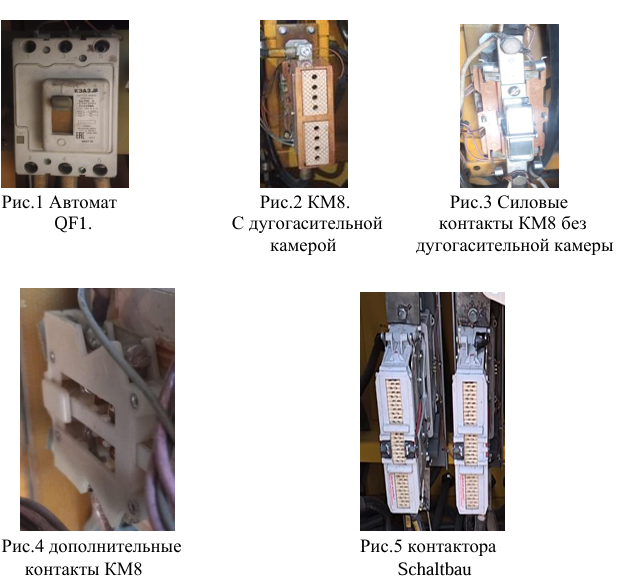 КЭАЗ
Рис.1 Автомат
QF1.
Рис.2 КМ8.
С дугогасительной
камерой
Рис.3 Силовые
контакты КМ8 без
дугогасительной камеры
Рис.4 дополнительные
контакты КМ8
Рис.5 контактора
Schaltbau